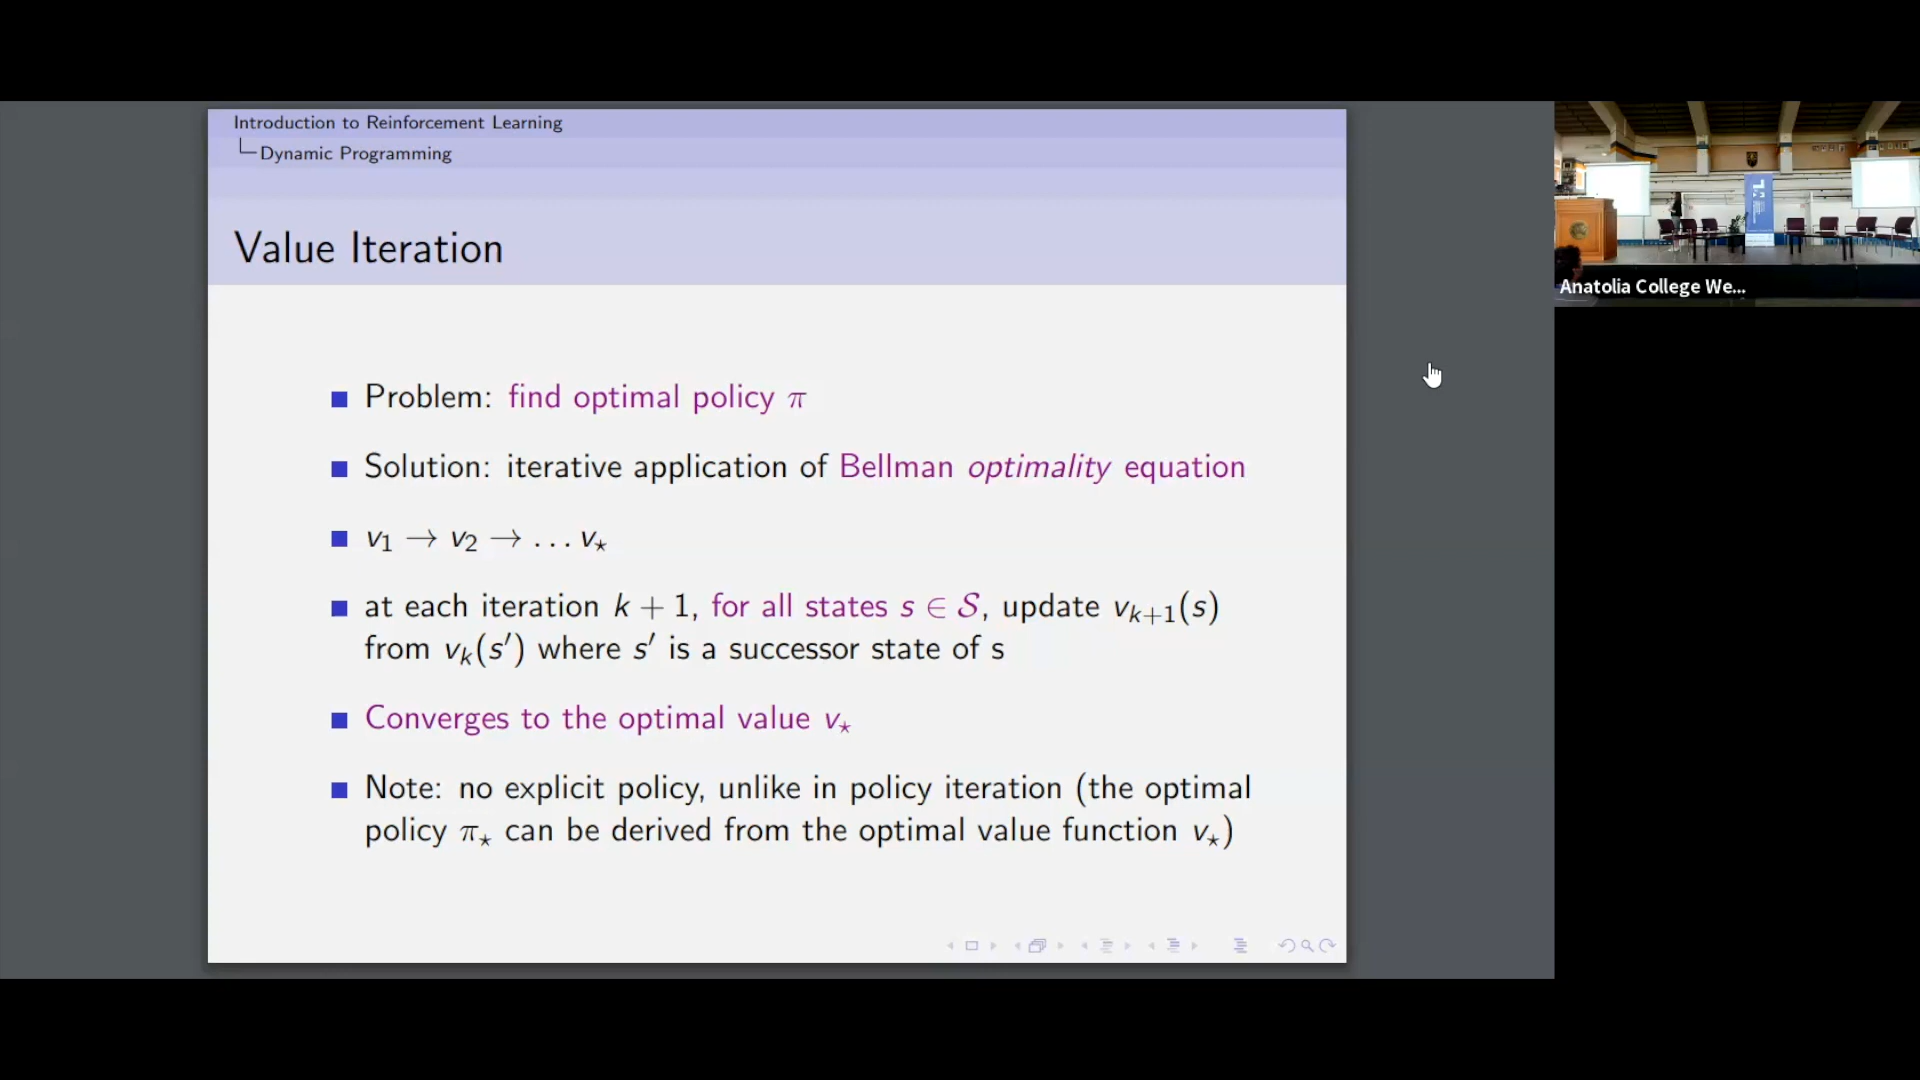 Introduction to Reinforcement Learning
Dynamic Programming
Value Iteration
Problem: find optimal policy π
Solution: iterative application of Bellman optimality equation
v₁ → v₂ → … v⋆
at each iteration k + 1, for all states s ∈ 𝒮, update vₖ₊₁(s)
from vₖ(s′) where s′ is a successor state of s
Converges to the optimal value v⋆
Note: no explicit policy, unlike in policy iteration (the optimal
policy π⋆ can be derived from the optimal value function v⋆)
Anatolia College We...